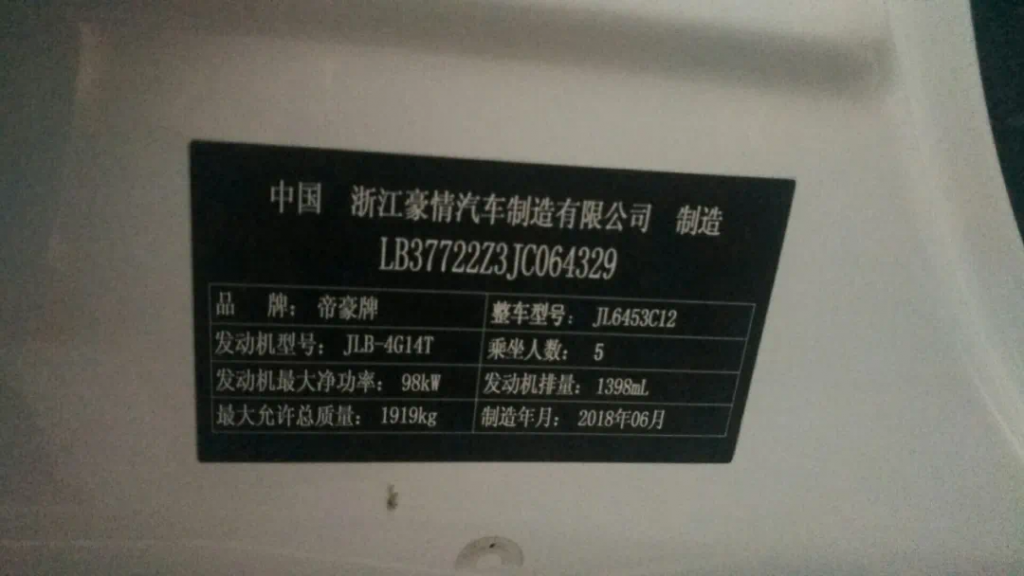 中国 浙江豪情汽车制造有限公司 制造
LB37722Z3JC064329
品 牌： 帝豪牌 整车型号： JL6453C12
发动机型号： JLB-4G14T 乘坐人数： 5
发动机最大净功率： 98kW 发动机排量： 1398mL
最大允许总质量： 1919kg 制造年月： 2018年06月